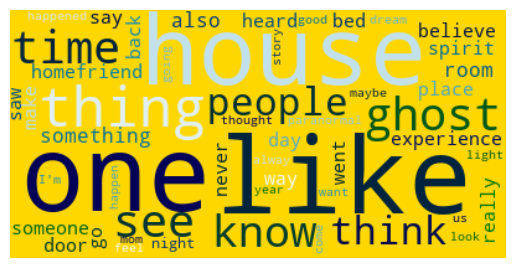 happened say also heard good bed dream
time back house believe
saw homefriend going story spirit
make thing people room
maybe place
thought paranormal ghost
something day experience
one like never alway went light
I'm happen way year want really
someone see know think us
door go mom night feel come look